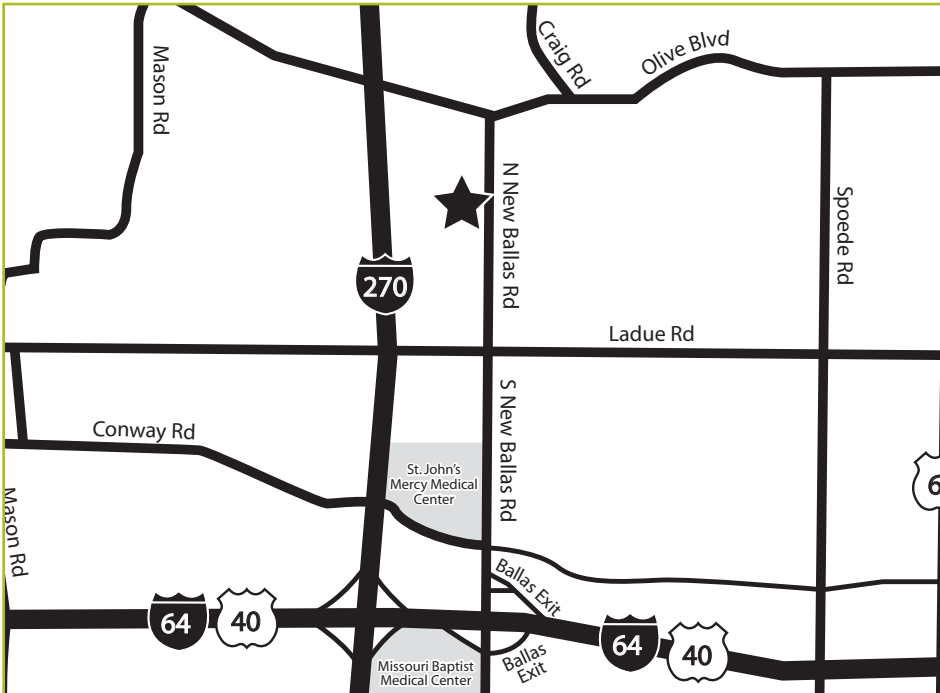 Craig Rd
Olive Blvd
Mason Rd
N New Ballas Rd
Spoede Rd
270
Ladue Rd
S New Ballas Rd
Conway Rd
St. John's
Mercy Medical
Center
6
Mason Rd
Ballas Exit
64
40
64
40
Ballas
Exit
Missouri Baptist
Medical Center